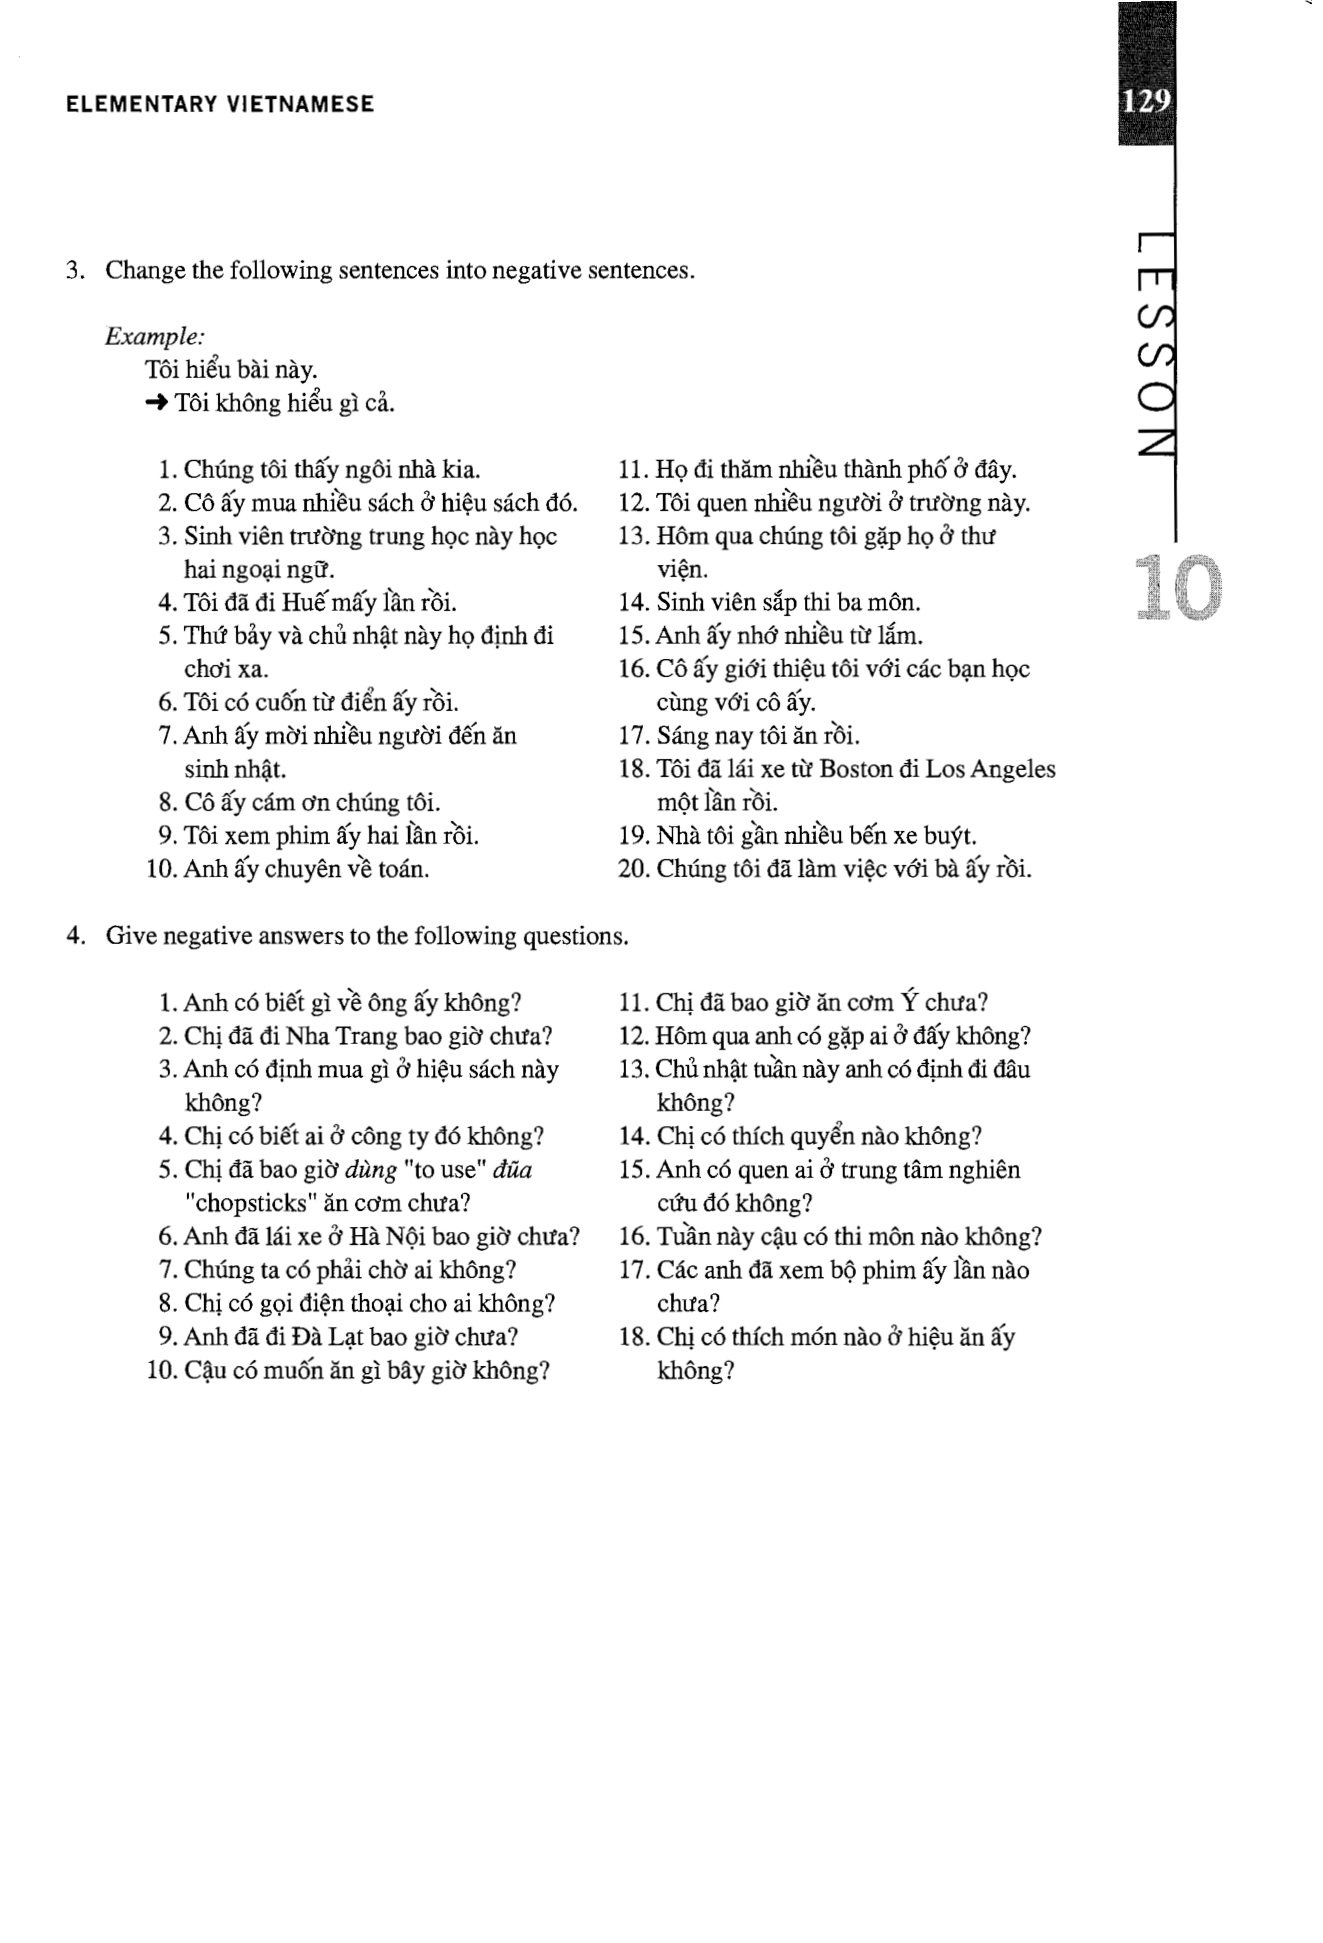 ELEMENTARY VIETNAMESE
129
LESSON
10
3. Change the following sentences into negative sentences.
Example:
Tôi hiểu bài này.
➜ Tôi không hiểu gì cả.
1. Chúng tôi thấy ngôi nhà kia.
2. Cô ấy mua nhiều sách ở hiệu sách đó.
3. Sinh viên trường trung học này học
hai ngoại ngữ.
4. Tôi đã đi Huế mấy lần rồi.
5. Thứ bảy và chủ nhật này họ định đi
chơi xa.
6. Tôi có cuốn từ điển ấy rồi.
7. Anh ấy mời nhiều người đến ăn
sinh nhật.
8. Cô ấy cám ơn chúng tôi.
9. Tôi xem phim ấy hai lần rồi.
10. Anh ấy chuyên về toán.
11. Họ đi thăm nhiều thành phố ở đây.
12. Tôi quen nhiều người ở trường này.
13. Hôm qua chúng tôi gặp họ ở thư
viện.
14. Sinh viên sắp thi ba môn.
15. Anh ấy nhớ nhiều từ lắm.
16. Cô ấy giới thiệu tôi với các bạn học
cùng với cô ấy.
17. Sáng nay tôi ăn rồi.
18. Tôi đã lái xe từ Boston đi Los Angeles
một lần rồi.
19. Nhà tôi gần nhiều bến xe buýt.
20. Chúng tôi đã làm việc với bà ấy rồi.
4. Give negative answers to the following questions.
1. Anh có biết gì về ông ấy không?
2. Chị đã đi Nha Trang bao giờ chưa?
3. Anh có định mua gì ở hiệu sách này
không?
4. Chị có biết ai ở công ty đó không?
5. Chị đã bao giờ dùng "to use" đũa
"chopsticks" ăn cơm chưa?
6. Anh đã lái xe ở Hà Nội bao giờ chưa?
7. Chúng ta có phải chờ ai không?
8. Chị có gọi điện thoại cho ai không?
9. Anh đã đi Đà Lạt bao giờ chưa?
10. Cậu có muốn ăn gì bây giờ không?
11. Chị đã bao giờ ăn cơm Ý chưa?
12. Hôm qua anh có gặp ai ở đấy không?
13. Chủ nhật tuần này anh có định đi đâu
không?
14. Chị có thích quyển nào không?
15. Anh có quen ai ở trung tâm nghiên
cứu đó không?
16. Tuần này cậu có thi môn nào không?
17. Các anh đã xem bộ phim ấy lần nào
chưa?
18. Chị có thích món nào ở hiệu ăn ấy
không?